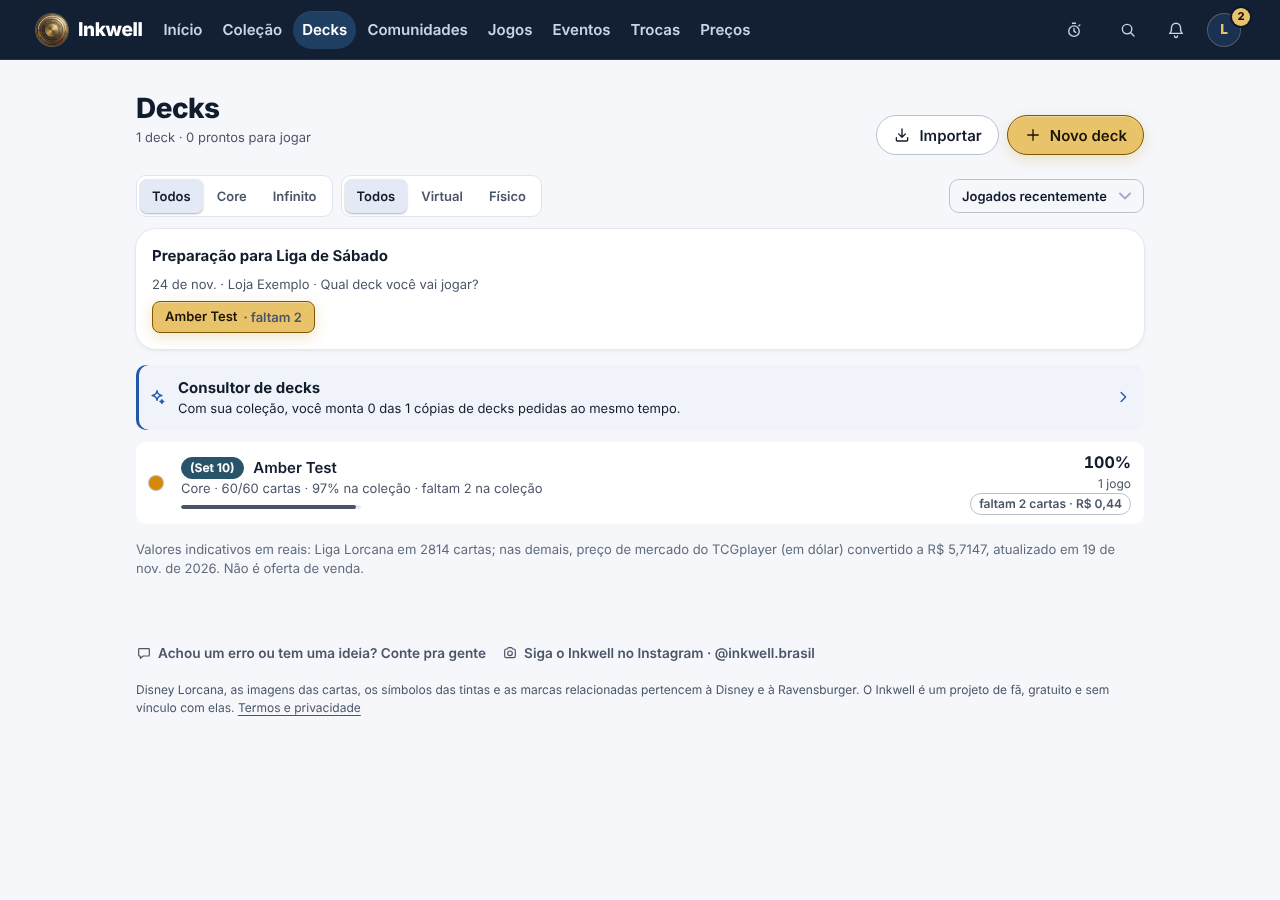 Inkwell Início Coleção Decks Comunidades Jogos Eventos Trocas Preços L 2
Decks
1 deck · 0 prontos para jogar
Importar Novo deck
Todos Core Infinito Todos Virtual Físico Jogados recentemente
Preparação para Liga de Sábado
24 de nov. · Loja Exemplo · Qual deck você vai jogar?
Amber Test · faltam 2
Consultor de decks
Com sua coleção, você monta 0 das 1 cópias de decks pedidas ao mesmo tempo.
(Set 10) Amber Test
Core · 60/60 cartas · 97% na coleção · faltam 2 na coleção
100%
1 jogo
faltam 2 cartas · R$ 0,44
Valores indicativos em reais: Liga Lorcana em 2814 cartas; nas demais, preço de mercado do TCGplayer (em dólar) convertido a R$ 5,7147, atualizado em 19 de
nov. de 2026. Não é oferta de venda.
Achou um erro ou tem uma ideia? Conte pra gente Siga o Inkwell no Instagram · @inkwell.brasil
Disney Lorcana, as imagens das cartas, os símbolos das tintas e as marcas relacionadas pertencem à Disney e à Ravensburger. O Inkwell é um projeto de fã, gratuito e sem
vínculo com elas. Termos e privacidade